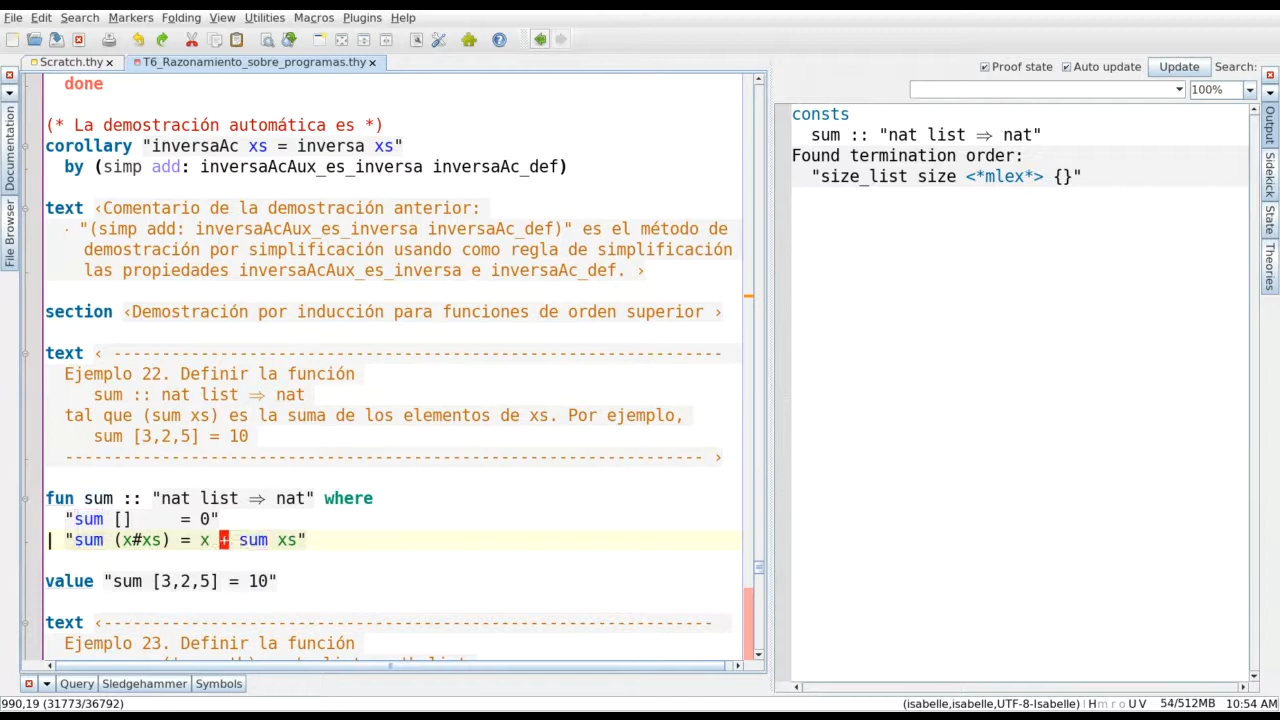 File Edit Search Markers Folding View Utilities Macros Plugins Help
Scratch.thy
T6_Razonamiento_sobre_programas.thy
Proof state Auto update Update Search:
100%
Documentation
File Browser
done
(* La demostración automática es *)
corollary "inversaAc xs = inversa xs"
by (simp add: inversaAcAux_es_inversa inversaAc_def)
text ‹Comentario de la demostración anterior:
· "(simp add: inversaAcAux_es_inversa inversaAc_def)" es el método de
demostración por simplificación usando como regla de simplificación
las propiedades inversaAcAux_es_inversa e inversaAc_def. ›
section ‹Demostración por inducción para funciones de orden superior ›
text ‹ ---------------------------------------------------------------
Ejemplo 22. Definir la función
sum :: nat list ⇒ nat
tal que (sum xs) es la suma de los elementos de xs. Por ejemplo,
sum [3,2,5] = 10
------------------------------------------------------------------ ›
fun sum :: "nat list ⇒ nat" where
"sum [] = 0"
| "sum (x#xs) = x + sum xs"
value "sum [3,2,5] = 10"
text ‹---------------------------------------------------------------
Ejemplo 23. Definir la función
consts
sum :: "nat list ⇒ nat"
Found termination order:
"size_list size <*mlex*> {}"
Output
Sidekick
State
Theories
Query Sledgehammer Symbols
990,19 (31773/36792)
(isabelle,isabelle,UTF-8-Isabelle) | H m r o U V 54/512MB 10:54 AM